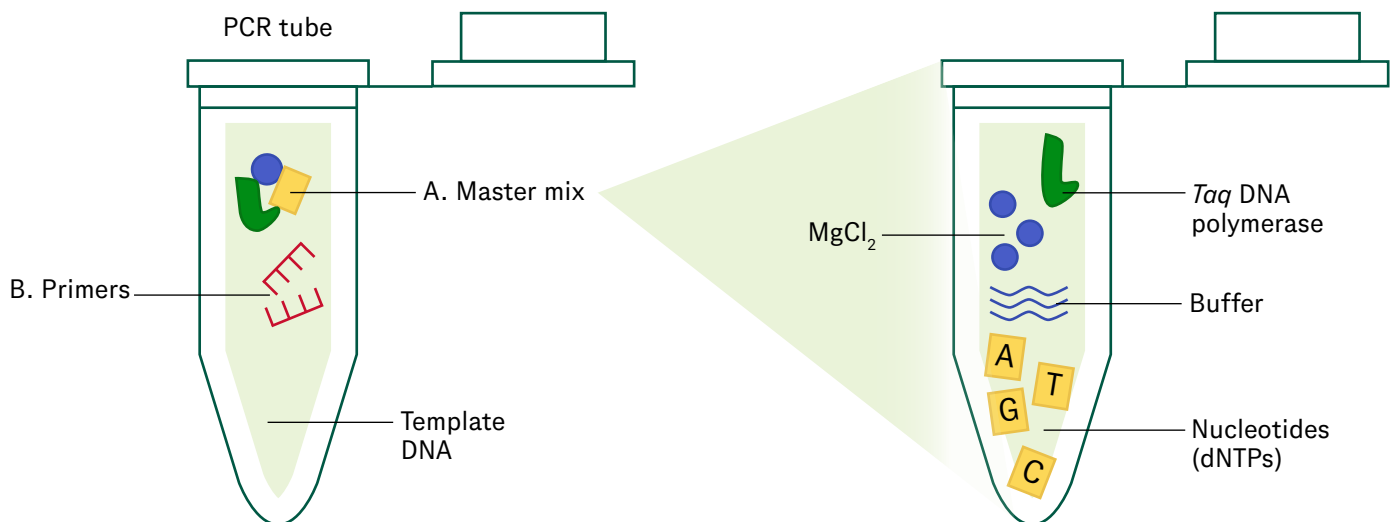 PCR tube
A. Master mix
B. Primers
Template
DNA
MgCl₂
Taq DNA
polymerase
Buffer
A
T
G
C
Nucleotides
(dNTPs)